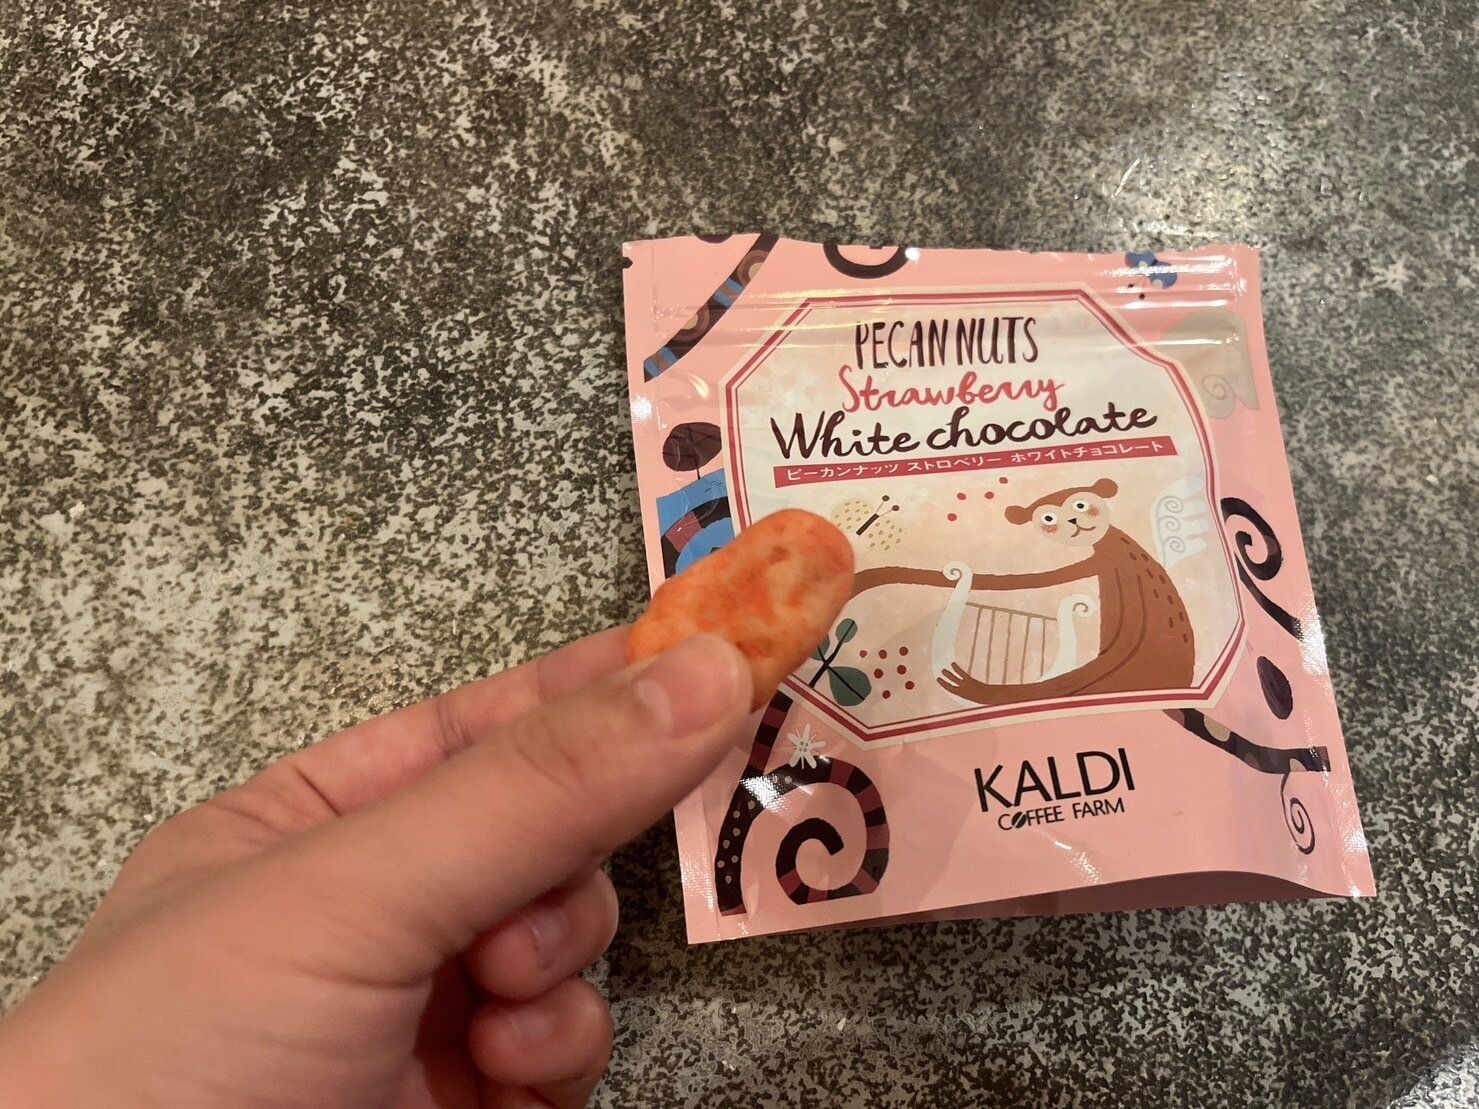 PECAN NUTS
Strawberry
White chocolate
ピーカンナッツ ストロベリー ホワイトチョコレート
KALDI
COFFEE FARM